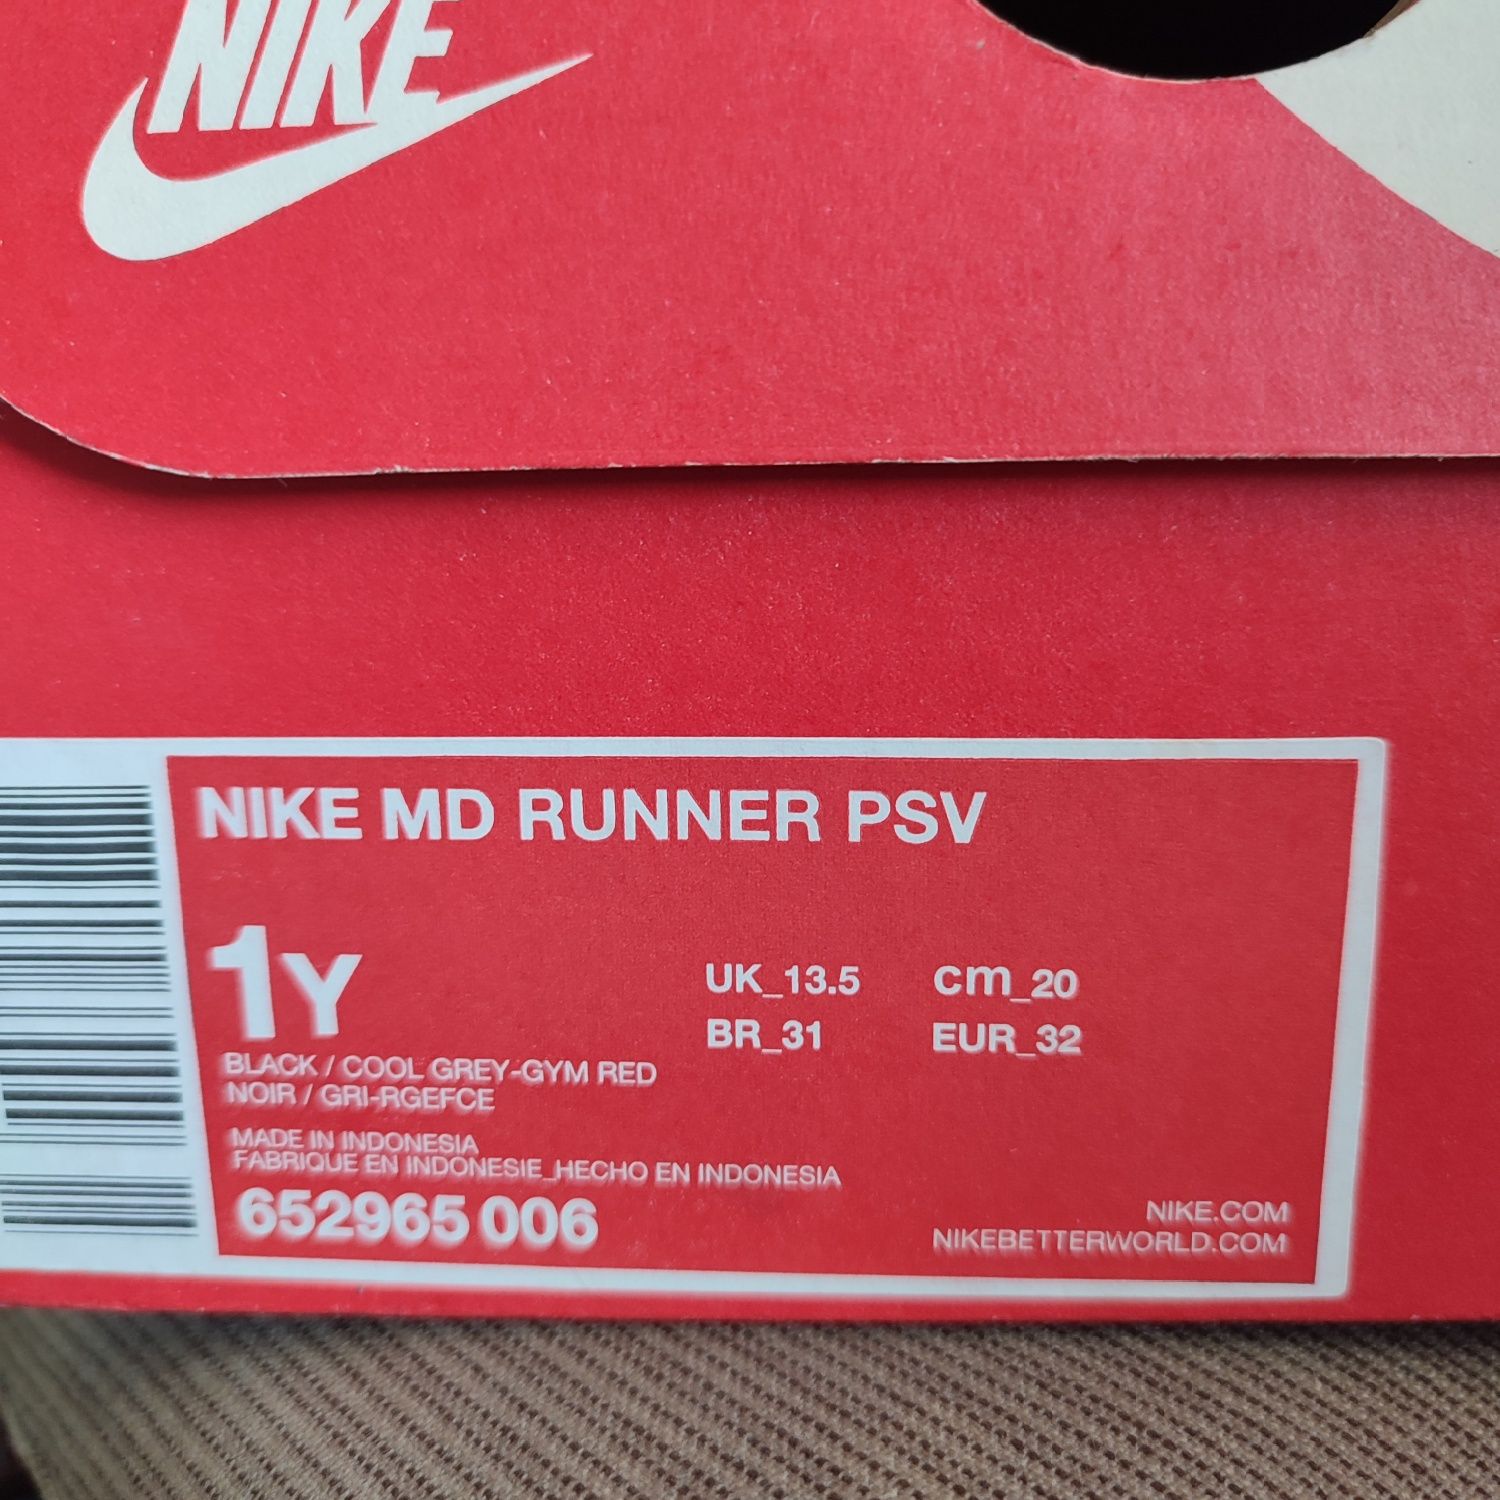 NIKE
NIKE MD RUNNER PSV
1Y
UK_13.5 cm_20
BR_31 EUR_32
BLACK / COOL GREY-GYM RED
NOIR / GRI-RGEFCE
MADE IN INDONESIA
FABRIQUE EN INDONESIE_HECHO EN INDONESIA
652965 006
NIKE.COM
NIKEBETTERWORLD.COM